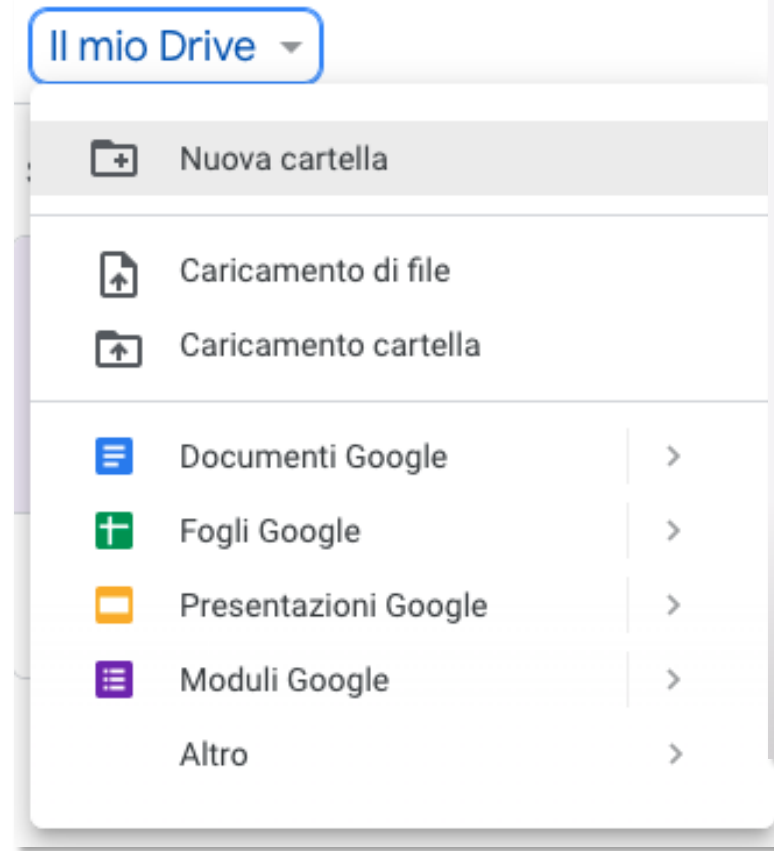 Il mio Drive
Nuova cartella
Caricamento di file
Caricamento cartella
Documenti Google
Fogli Google
Presentazioni Google
Moduli Google
Altro